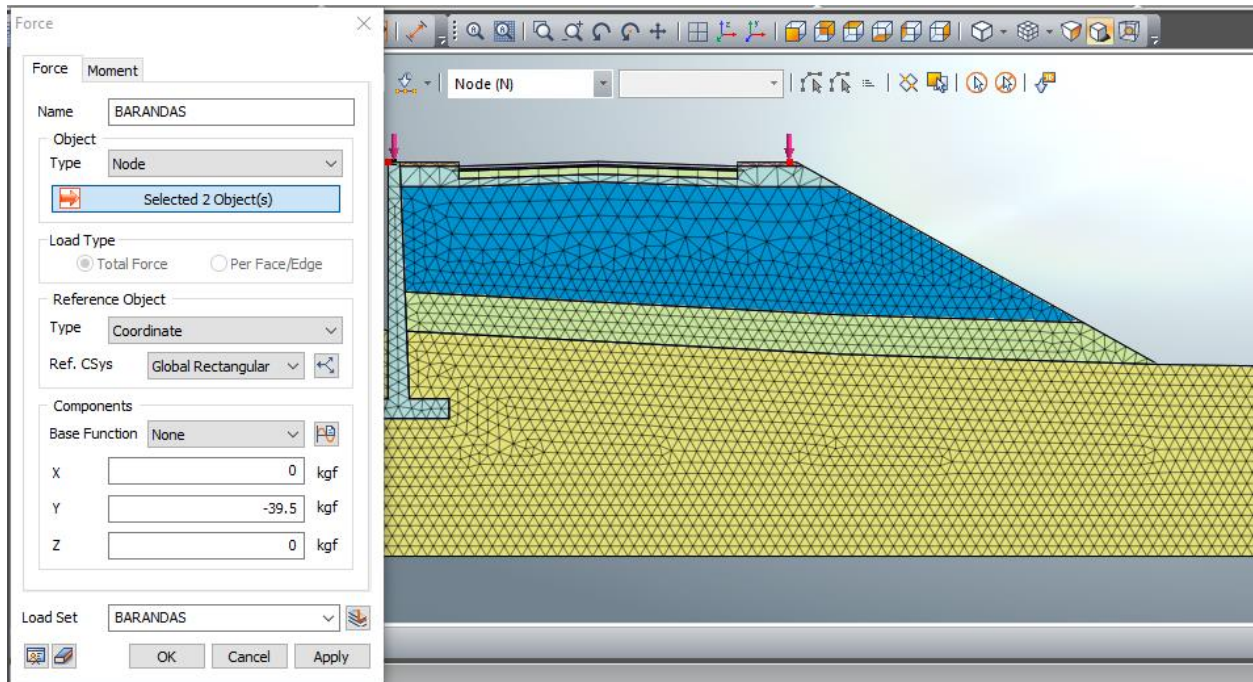 Force
Force Moment
Name BARANDAS
Object
Type Node
Selected 2 Object(s)
Load Type
Total Force Per Face/Edge
Reference Object
Type Coordinate
Ref. CSys Global Rectangular
Components
Base Function None
X 0 kgf
Y -39.5 kgf
Z 0 kgf
Load Set BARANDAS
OK Cancel Apply
Node (N)